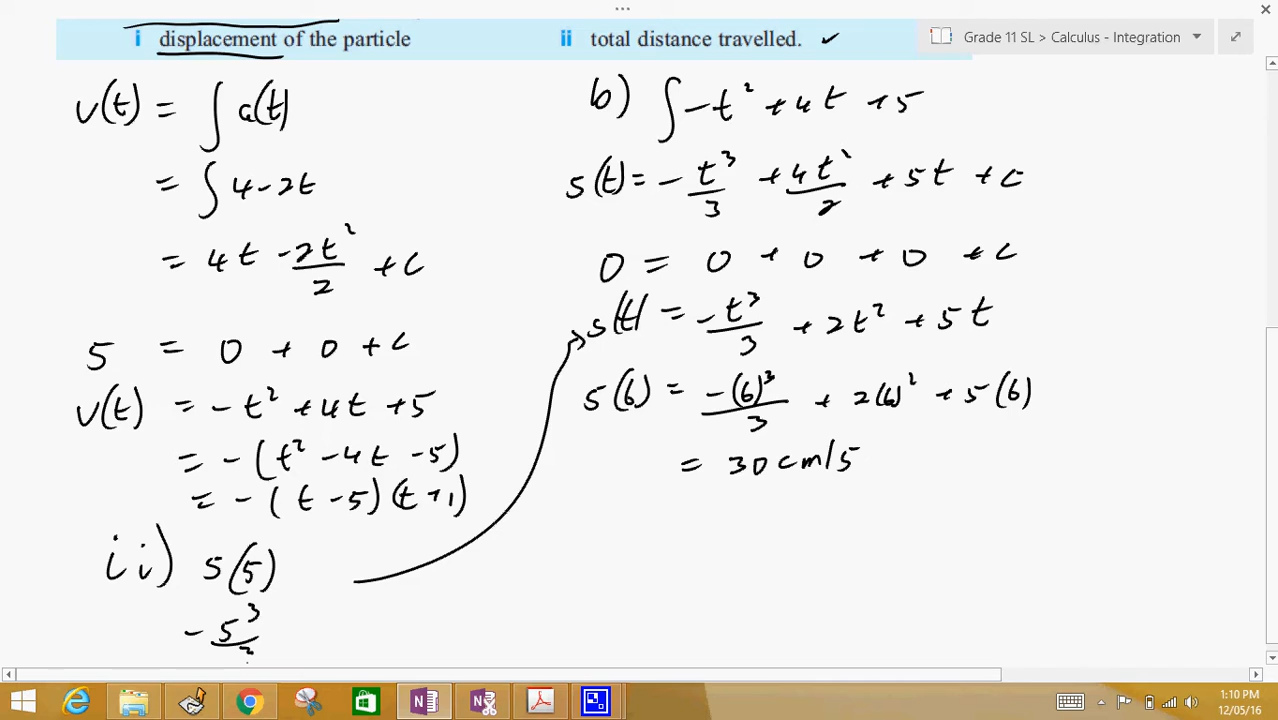 i displacement of the particle
ii total distance travelled. ✓
Grade 11 SL > Calculus - Integration
v(t) = ∫ a(t)
= ∫ 4 - 2t
= 4t - 2t²/2 + c
5 = 0 + 0 + c
v(t) = -t² + 4t + 5
= -(t² - 4t - 5)
= -(t - 5)(t + 1)
ii) s(5)
-5³/3
b) ∫ -t² + 4t + 5
s(t) = -t³/3 + 4t²/2 + 5t + c
0 = 0 + 0 + 0 + c
s(t) = -t³/3 + 2t² + 5t
s(6) = -(6)³/3 + 2(6)² + 5(6)
= 30 cm/s
1:10 PM
12/05/16